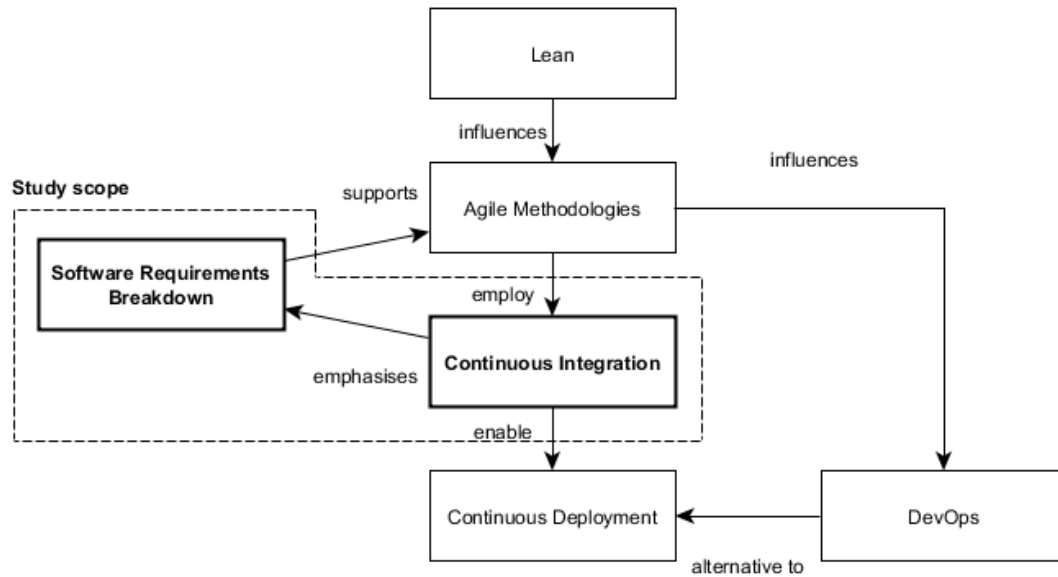 Lean
influences
influences
Study scope
supports
Agile Methodologies
Software Requirements
Breakdown
employ
emphasises
Continuous Integration
enable
Continuous Deployment
DevOps
alternative to